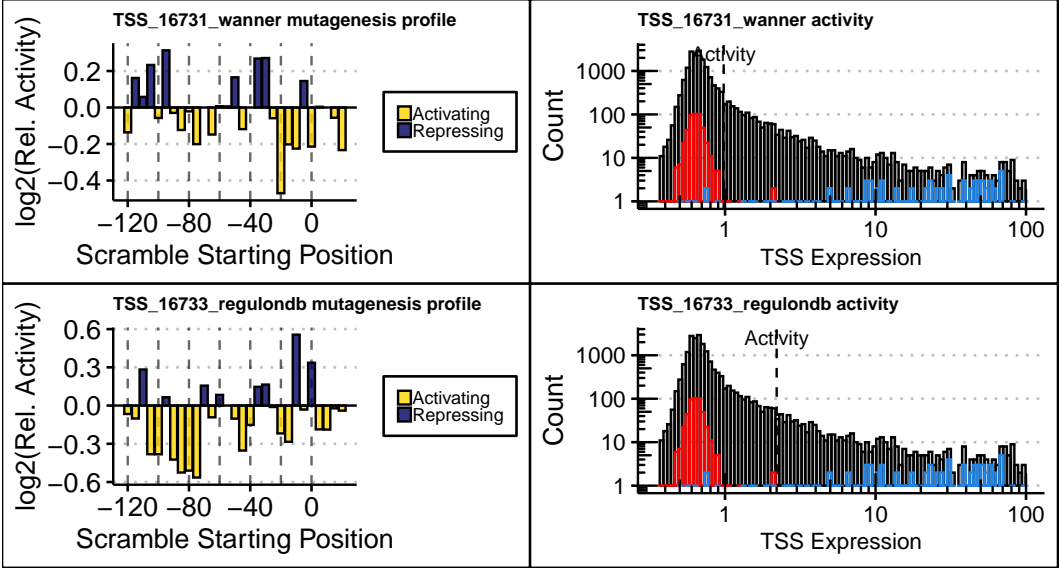 TSS_16731_wanner mutagenesis profile
log2(Rel. Activity)
0.2
0.0
−0.2
−0.4
−120 −80 −40 0
Scramble Starting Position
Activating
Repressing
TSS_16731_wanner activity
Activity
Count
1000
100
10
1
1 10 100
TSS Expression
TSS_16733_regulondb mutagenesis profile
log2(Rel. Activity)
0.6
0.3
0.0
−0.3
−0.6
−120 −80 −40 0
Scramble Starting Position
Activating
Repressing
TSS_16733_regulondb activity
Activity
Count
1000
100
10
1
1 10 100
TSS Expression